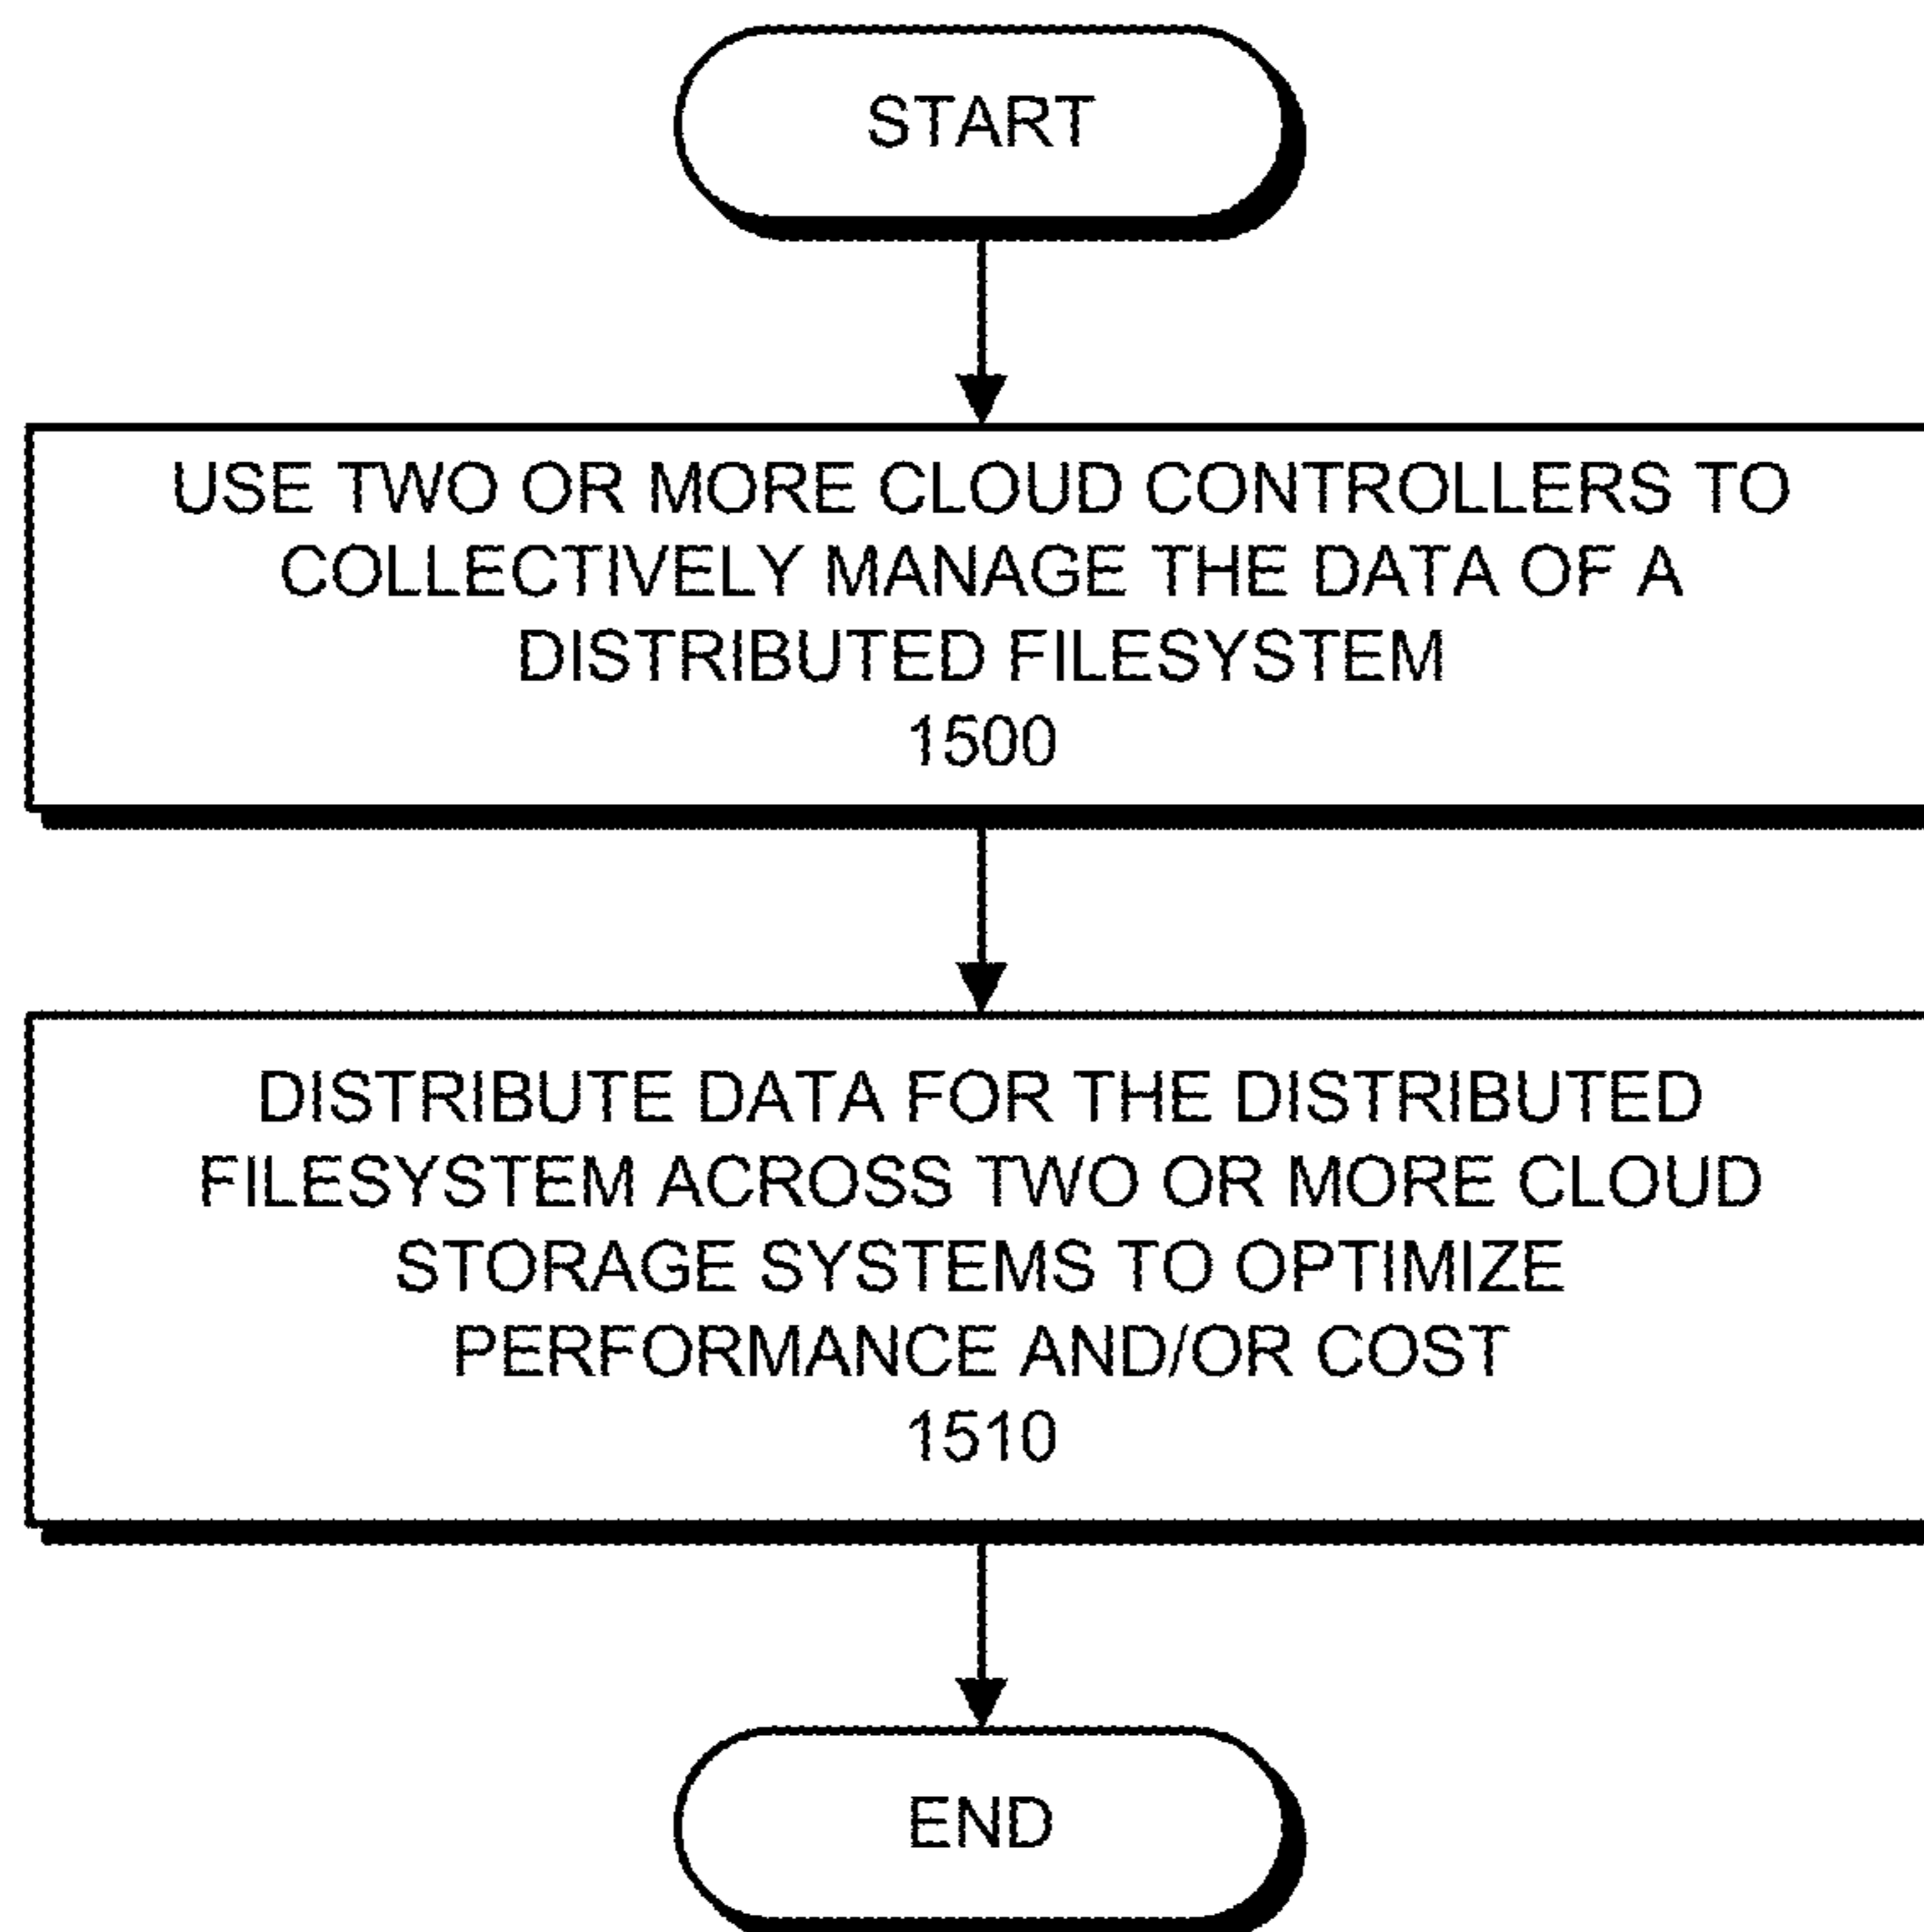 START
USE TWO OR MORE CLOUD CONTROLLERS TO
COLLECTIVELY MANAGE THE DATA OF A
DISTRIBUTED FILESYSTEM
1500
DISTRIBUTE DATA FOR THE DISTRIBUTED
FILESYSTEM ACROSS TWO OR MORE CLOUD
STORAGE SYSTEMS TO OPTIMIZE
PERFORMANCE AND/OR COST
1510
END